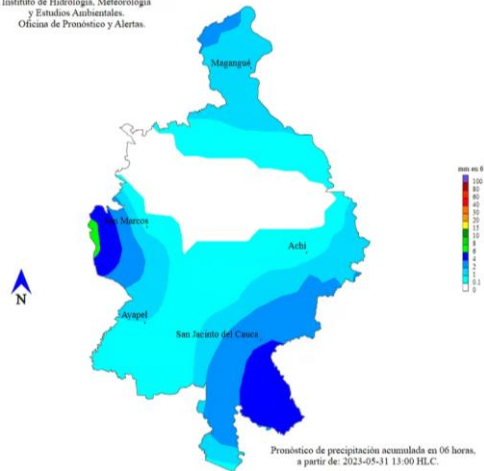 Instituto de Hidrología, Meteorología
y Estudios Ambientales.
Oficina de Pronóstico y Alertas.
Magangué
mm en 6
100
80
60
40
30
20
15
10
8
6
4
2
1
0.1
0
San Marcos
Achí
N
Ayapel
San Jacinto del Cauca
Pronóstico de precipitación acumulada en 06 horas,
a partir de: 2023-05-31 13:00 HLC.